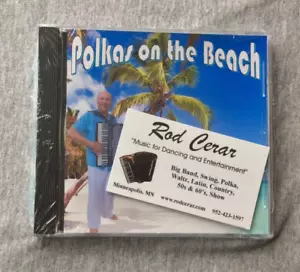 Polkas on the Beach
Rod Cerar
"Music for Dancing and Entertainment"
Big Band, Swing, Polka,
Waltz, Latin, Country,
50s & 60's, Show
Minneapolis, MN
www.rodcerar.com
952-423-1597